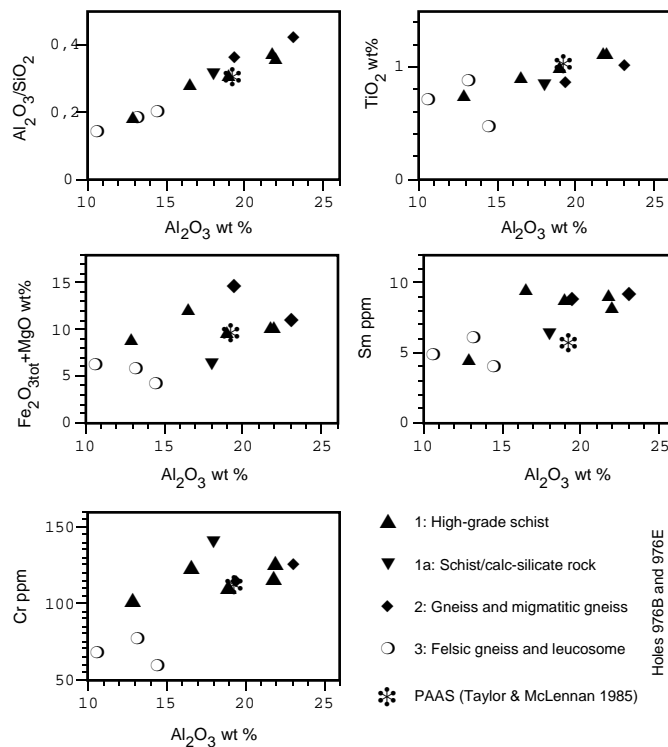 0,4
0,2
0
Al2O3/SiO2
10 15 20 25
Al2O3 wt %
1
0
TiO2 wt%
10 15 20 25
Al2O3 wt %
15
10
5
0
Fe2O3tot+MgO wt%
10 15 20 25
Al2O3 wt %
10
5
0
Sm ppm
10 15 20 25
Al2O3 wt %
150
100
50
Cr ppm
10 15 20 25
Al2O3 wt %
1: High-grade schist
1a: Schist/calc-silicate rock
2: Gneiss and migmatitic gneiss
3: Felsic gneiss and leucosome
PAAS (Taylor & McLennan 1985)
Holes 976B and 976E